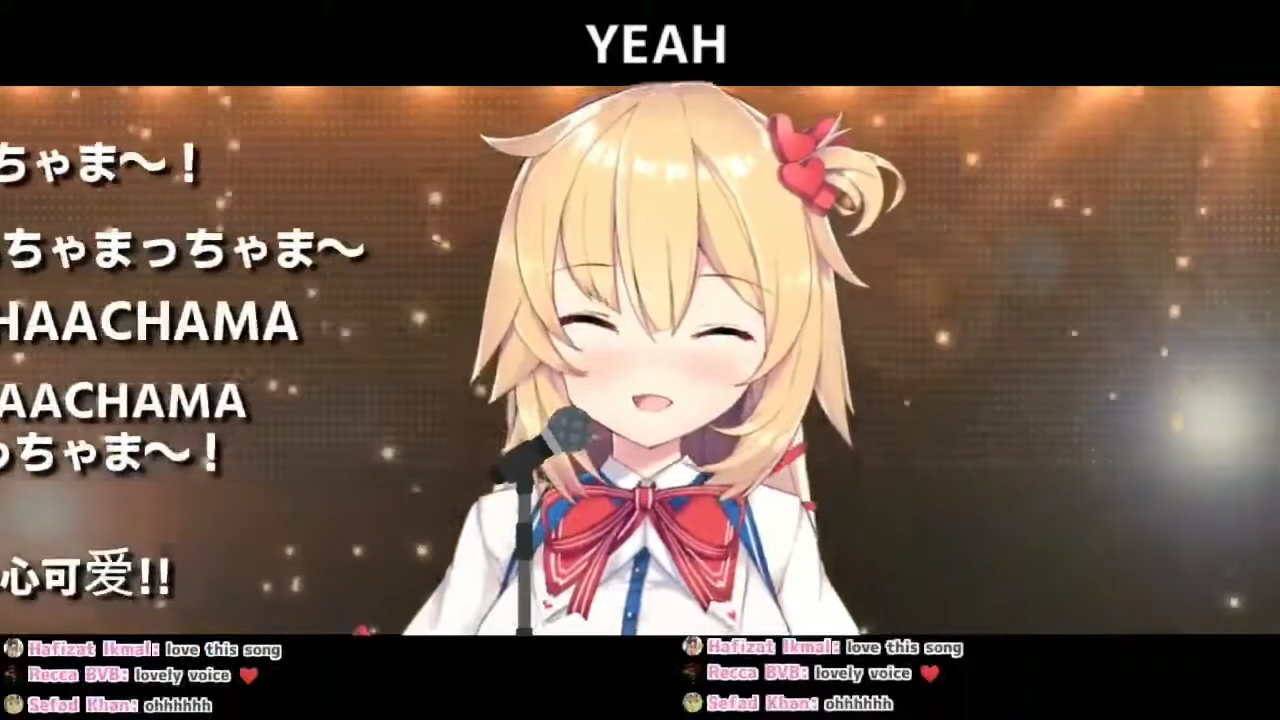 YEAH
ちゃま〜！
ちゃまっちゃま〜
HAACHAMA
AACHAMA
っちゃま〜！
心可爱!!
Hafizat Ikmal: love this song
Recca BVB: lovely voice ❤
Sefad Khan: ohhhhhh
Hafizat Ikmal: love this song
Recca BVB: lovely voice ❤
Sefad Khan: ohhhhhh